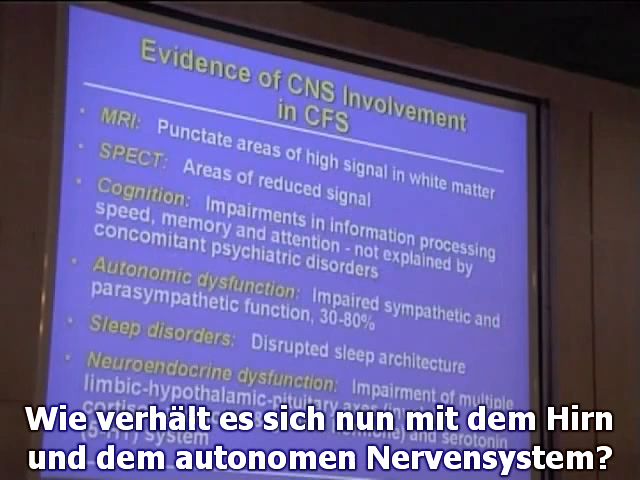 Evidence of CNS Involvement
in CFS
• MRI: Punctate areas of high signal in white matter
• SPECT: Areas of reduced signal
• Cognition: Impairments in information processing
speed, memory and attention - not explained by
concomitant psychiatric disorders
• Autonomic dysfunction: Impaired sympathetic and
parasympathetic function, 30-80%
• Sleep disorders: Disrupted sleep architecture
• Neuroendocrine dysfunction: Impairment of multiple
limbic-hypothalamic-pituitary
and serotonin
(5-HT) system
Wie verhält es sich nun mit dem Hirn
und dem autonomen Nervensystem?